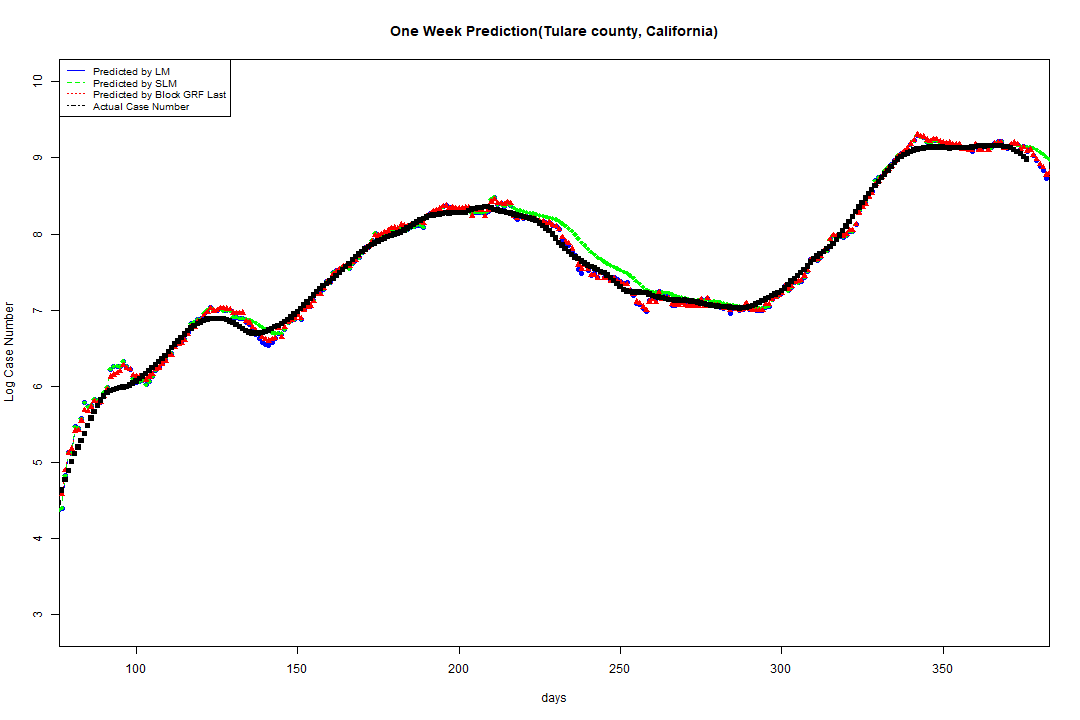 One Week Prediction(Tulare county, California)
Predicted by LM
Predicted by SLM
Predicted by Block GRF Last
Actual Case Number
10
9
8
7
6
5
4
3
Log Case Number
100 150 200 250 300 350
days